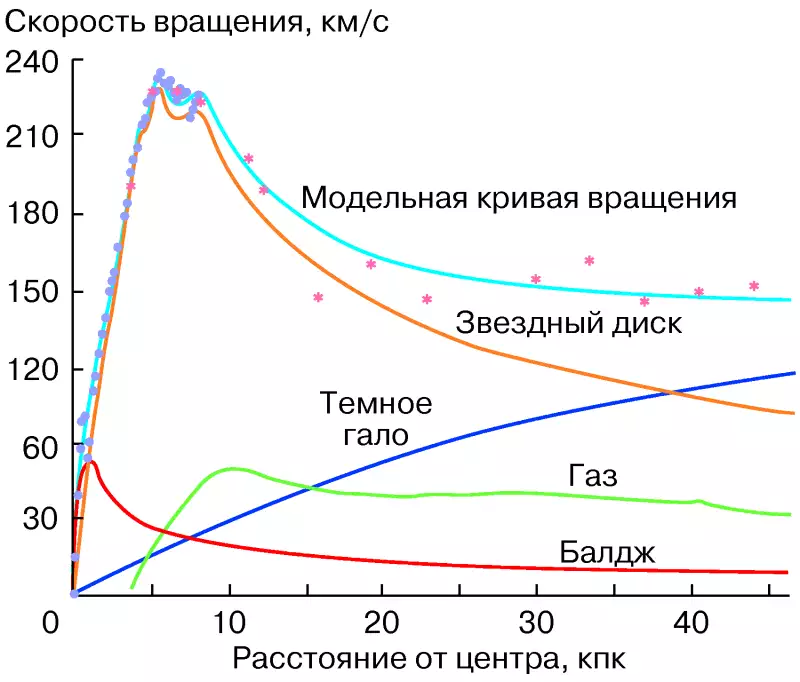 Скорость вращения, км/с
240
210
180
150
120
60
30
Модельная кривая вращения
Звездный диск
Темное
гало
Газ
Балдж
0
10
20
30
40
Расстояние от центра, кпк